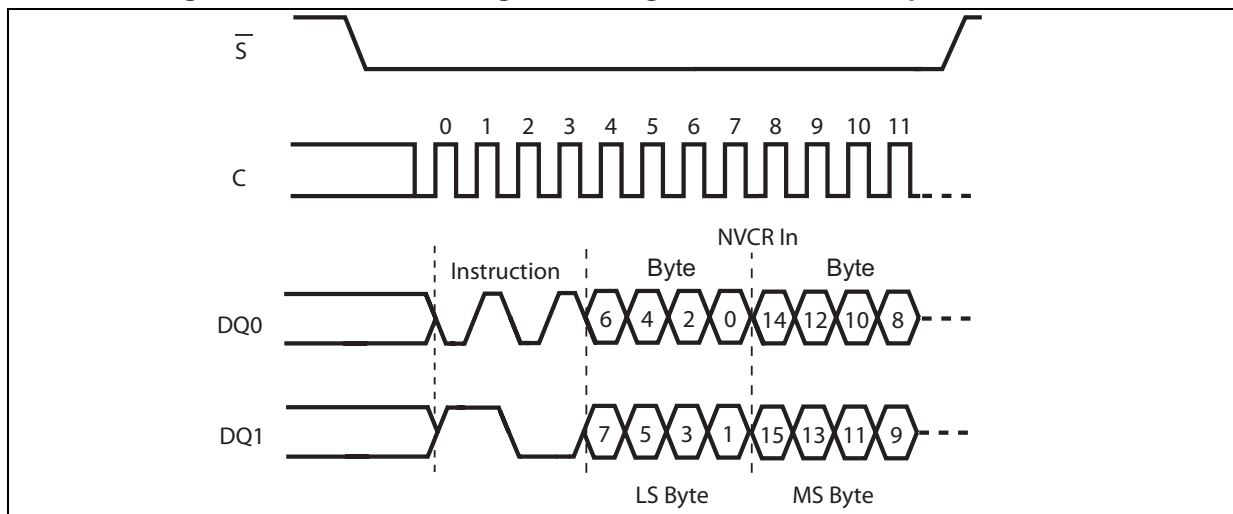 S
0 1 2 3 4 5 6 7 8 9 10 11
C
NVCR In
Instruction Byte Byte
DQ0 6 4 2 0 14 12 10 8
DQ1 7 5 3 1 15 13 11 9
LS Byte MS Byte